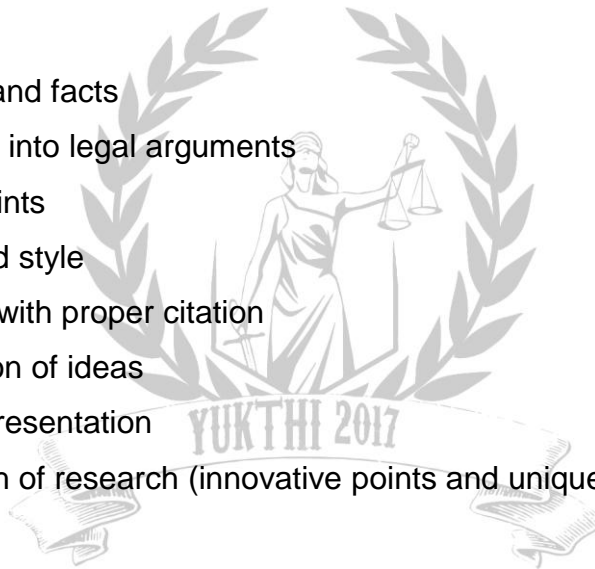 and facts
into legal arguments
ints
d style
with proper citation
on of ideas
resentation
YUKTHI 2017
n of research (innovative points and unique